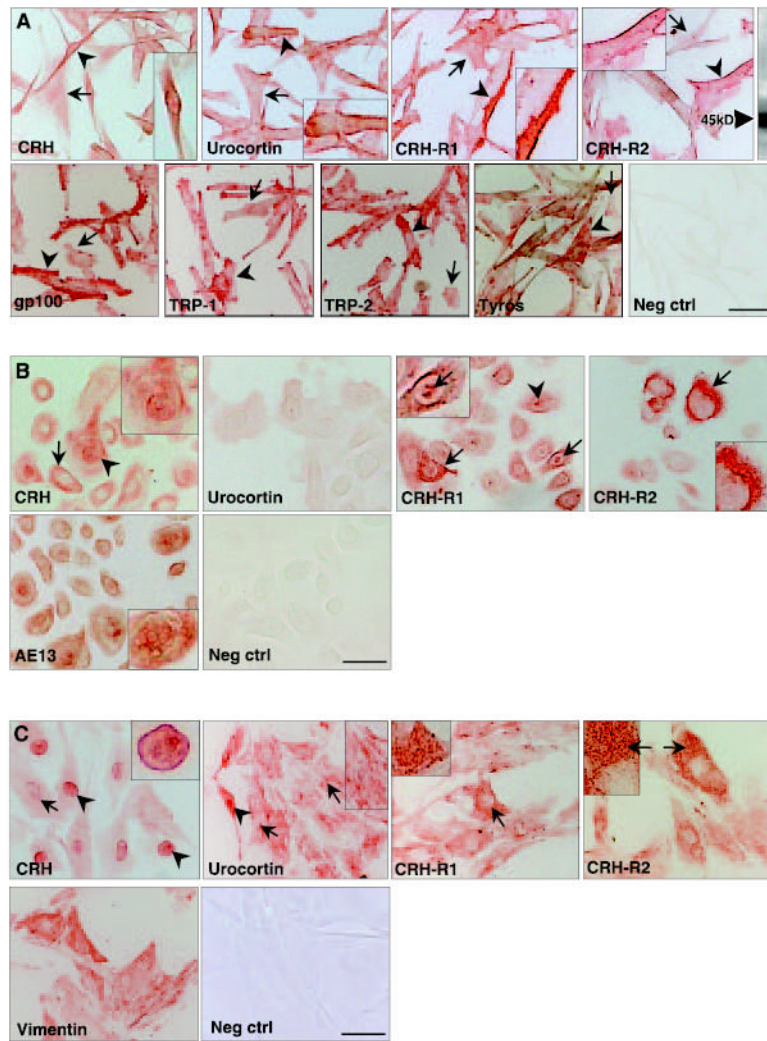 A
CRH
Urocortin
CRH-R1
CRH-R2
45kD
gp100
TRP-1
TRP-2
Tyros
Neg ctrl
B
CRH
Urocortin
CRH-R1
CRH-R2
AE13
Neg ctrl
C
CRH
Urocortin
CRH-R1
CRH-R2
Vimentin
Neg ctrl